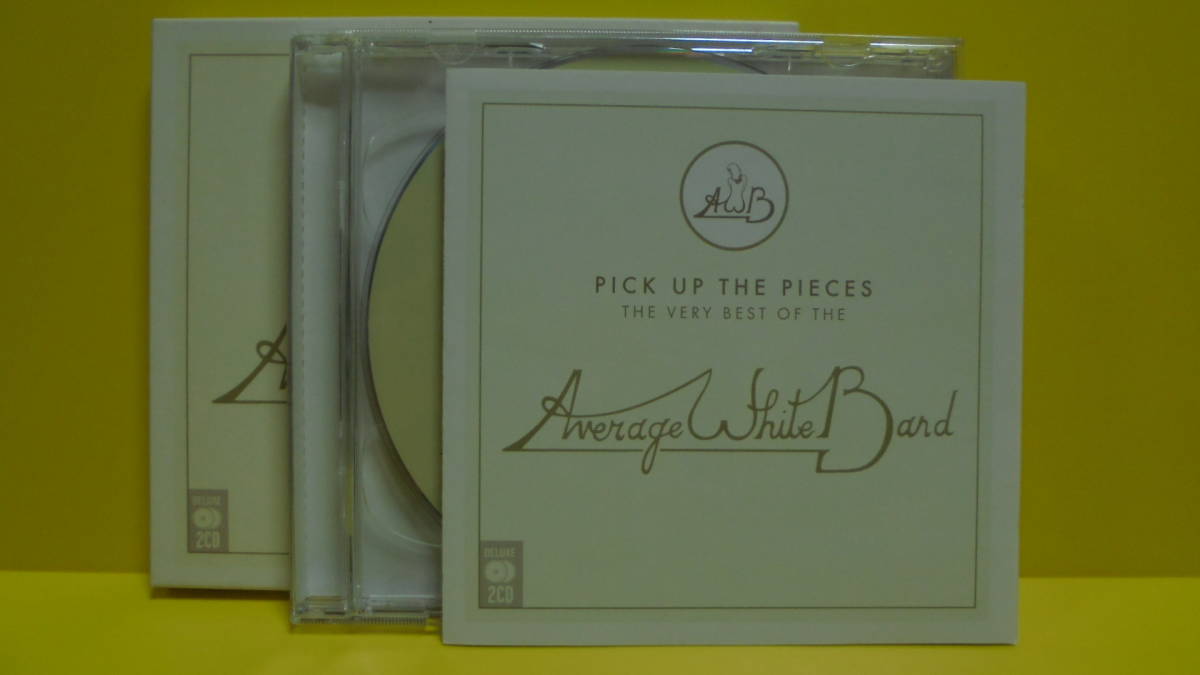 AWB
PICK UP THE PIECES
THE VERY BEST OF THE
Average White Band
DELUXE
2CD
A
DELUXE
2CD